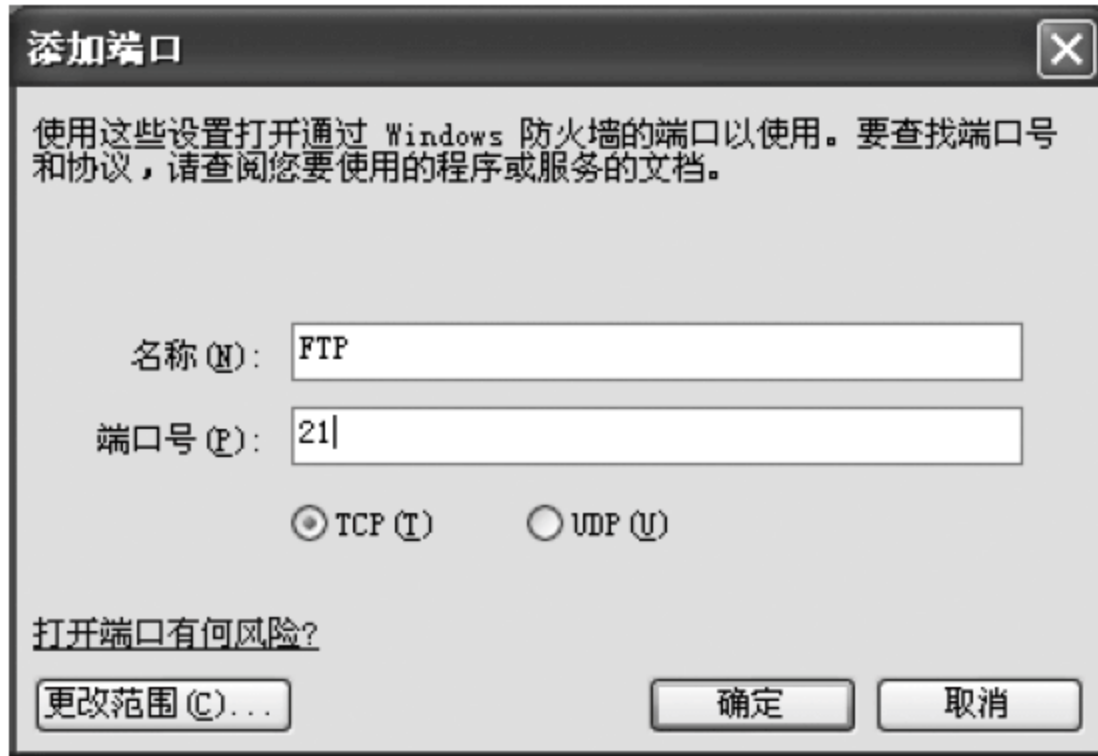 添加端口
使用这些设置打开通过 Windows 防火墙的端口以使用。要查找端口号
和协议，请查阅您要使用的程序或服务的文档。
名称(N): FTP
端口号(P): 21
TCP(T) UDP(U)
打开端口有何风险?
更改范围(C)... 确定 取消